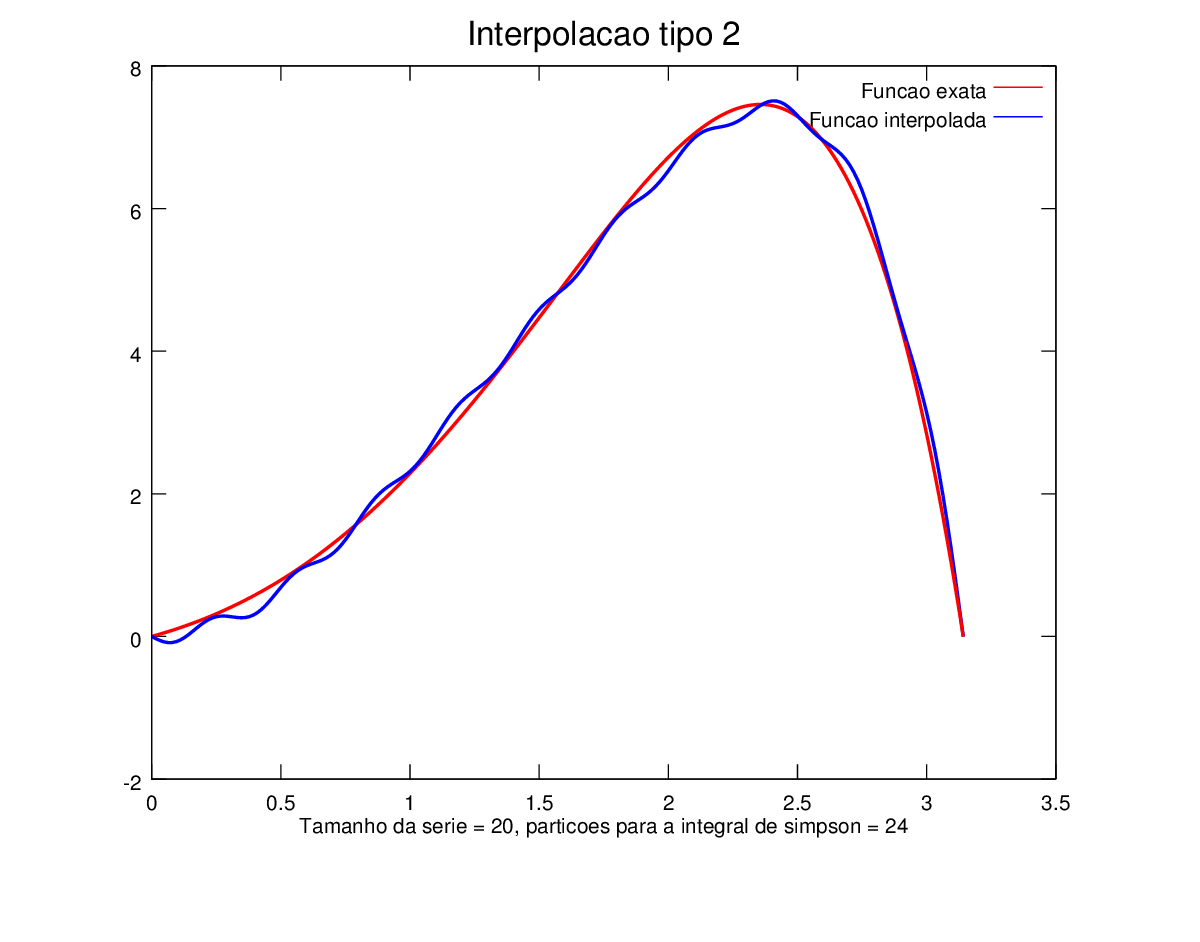 Interpolacao tipo 2
8
Funcao exata
Funcao interpolada
6
4
2
0
-2
0 0.5 1 1.5 2 2.5 3 3.5
Tamanho da serie = 20, particoes para a integral de simpson = 24